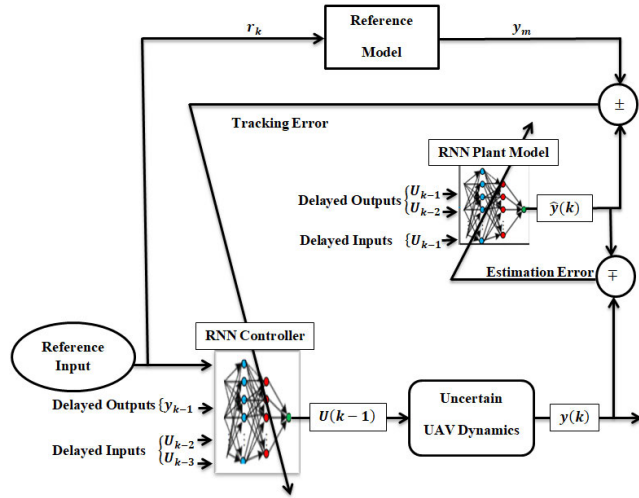 r_k
Reference
Model
y_m
±
Tracking Error
RNN Plant Model
Delayed Outputs {U_{k-1}
U_{k-2}
Delayed Inputs {U_{k-1}
ŷ(k)
Estimation Error
∓
RNN Controller
Reference
Input
Delayed Outputs {y_{k-1}
Delayed Inputs {U_{k-2}
U_{k-3}
U(k-1)
Uncertain
UAV Dynamics
y(k)